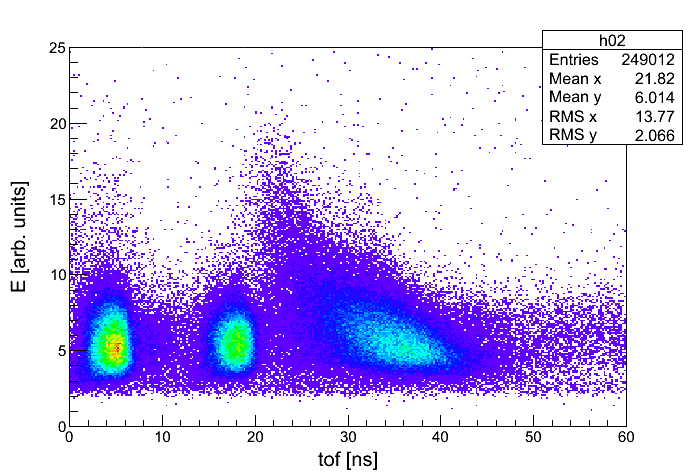 h02
Entries 249012
Mean x 21.82
Mean y 6.014
RMS x 13.77
RMS y 2.066
E [arb. units]
25
20
15
10
5
0
0 10 20 30 40 50 60
tof [ns]